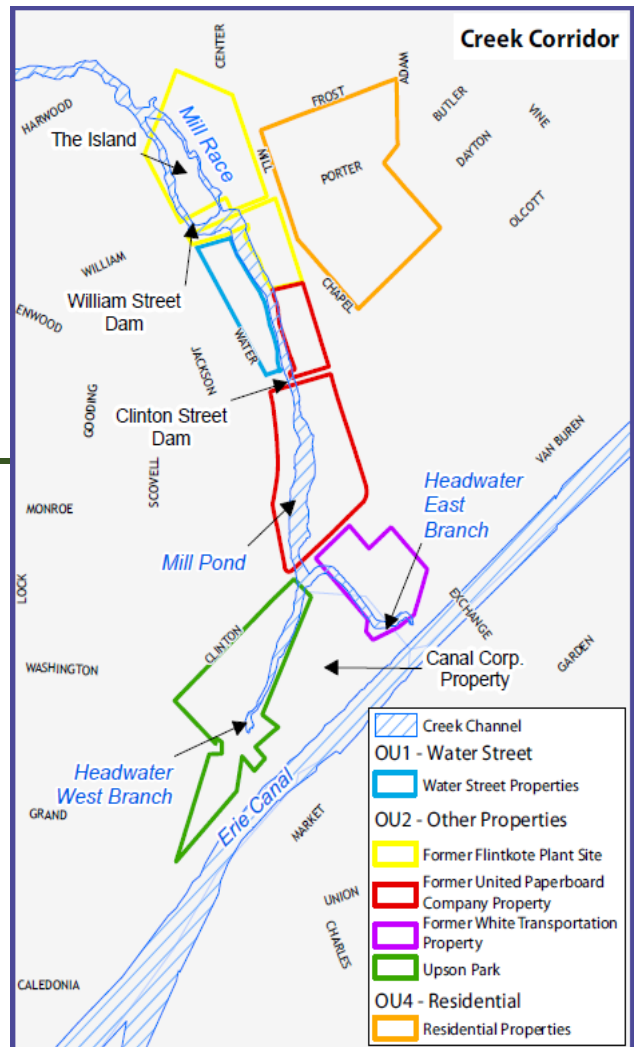 Creek Corridor
CENTER
ADAM
FROST
BUTLER
VINE
HARWOOD
The Island
Mill Race
MILL
PORTER
DAYTON
OLCOTT
WILLIAM
William Street
Dam
CHAPEL
ENWOOD
WATER
JACKSON
GOODING
Clinton Street
Dam
SCOVELL
VAN BUREN
Headwater
East
Branch
MONROE
Mill Pond
LOCK
EXCHANGE
CLINTON
GARDEN
WASHINGTON
Canal Corp.
Property
Headwater
West Branch
Erie Canal
GRAND
MARKET
UNION
CHARLES
CALEDONIA
Creek Channel
OU1 - Water Street
Water Street Properties
OU2 - Other Properties
Former Flintkote Plant Site
Former United Paperboard
Company Property
Former White Transportation
Property
Upson Park
OU4 - Residential
Residential Properties